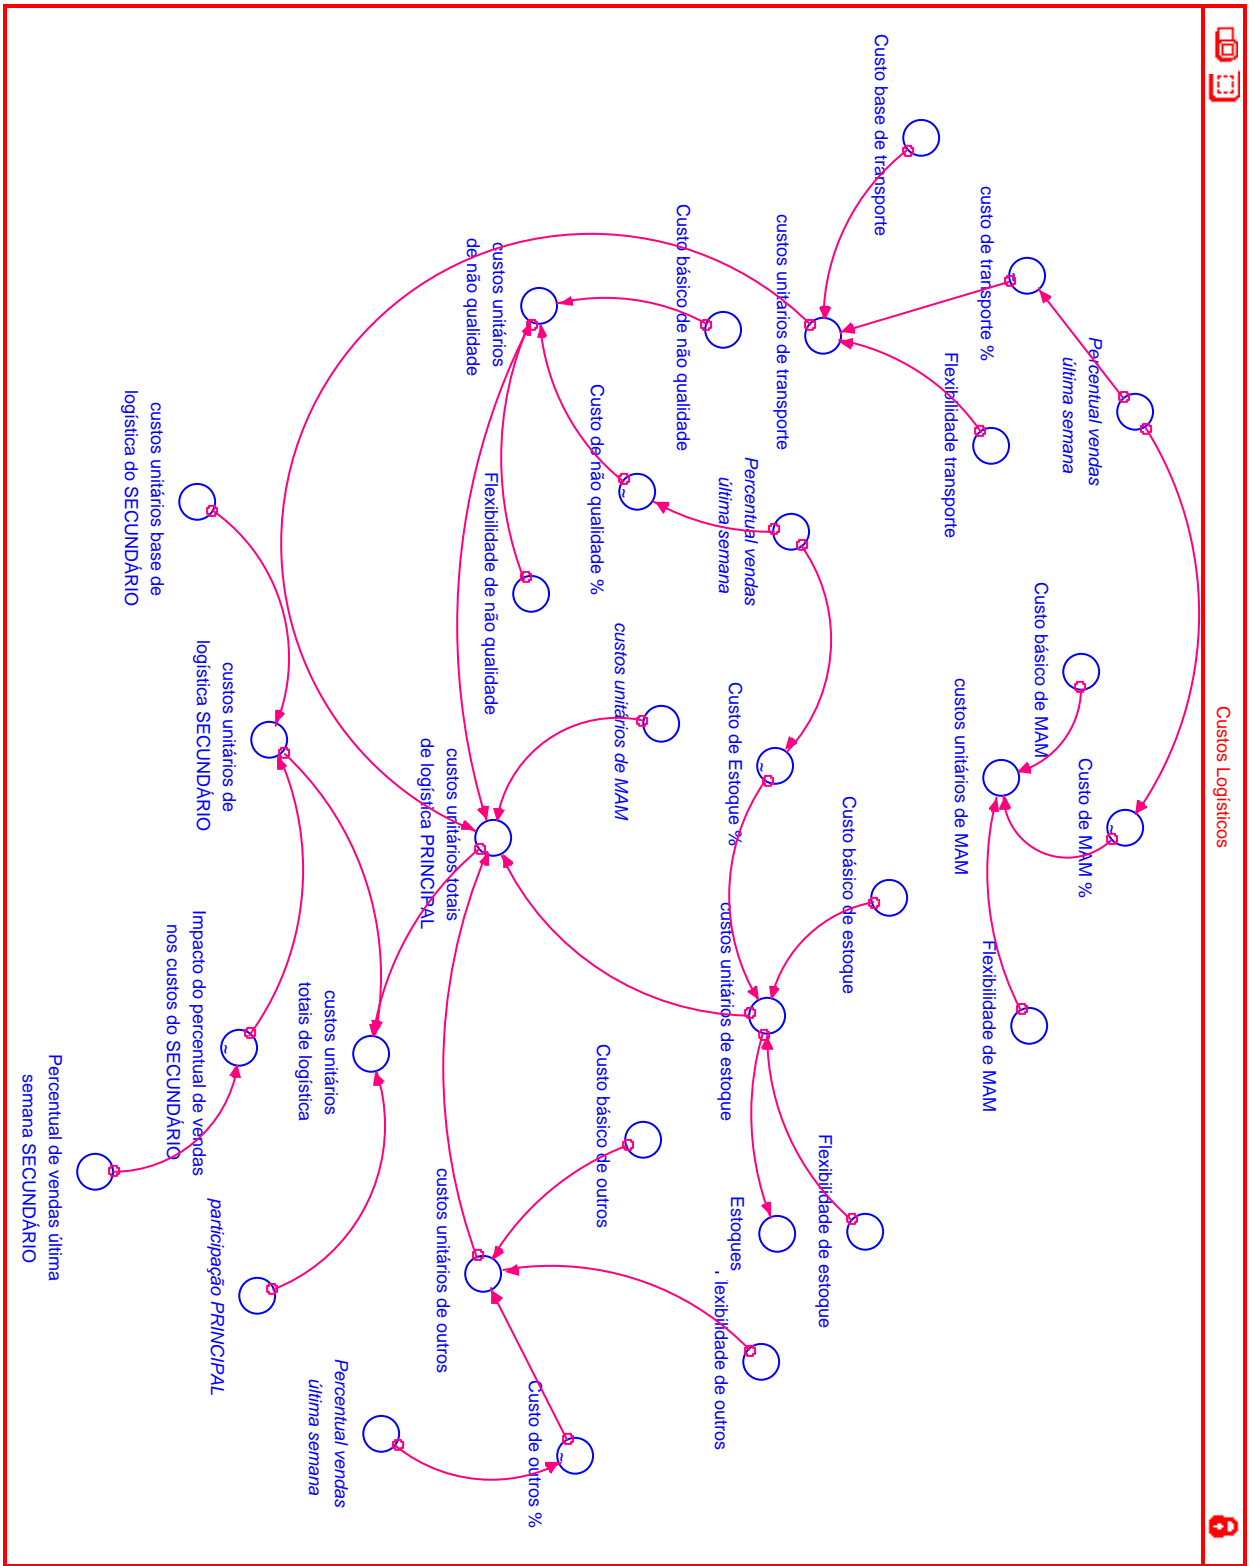 Custos Logísticos
Percentual vendas
última semana
custo de transporte %
Custo base de transporte
Flexibilidade transporte
custos unitários de transporte
Custo básico de MAM
Custo de MAM %
custos unitários de MAM
Flexibilidade de MAM
Custo básico de não qualidade
custos unitários
de não qualidade
Custo de não qualidade %
Percentual vendas
última semana
Flexibilidade de não qualidade
custos unitários de MAM
Custo de Estoque %
Custo básico de estoque
custos unitários de estoque
Flexibilidade de estoque
Estoques
, lexibilidade de outros
custos unitários totais
de logística PRINCIPAL
Custo básico de outros
custos unitários de outros
Custo de outros %
Percentual vendas
última semana
custos unitários base de
logística do SECUNDÁRIO
custos unitários de
logística SECUNDÁRIO
custos unitários
totais de logística
Impacto do percentual de vendas
nos custos do SECUNDÁRIO
participação PRINCIPAL
Percentual de vendas última
semana SECUNDÁRIO